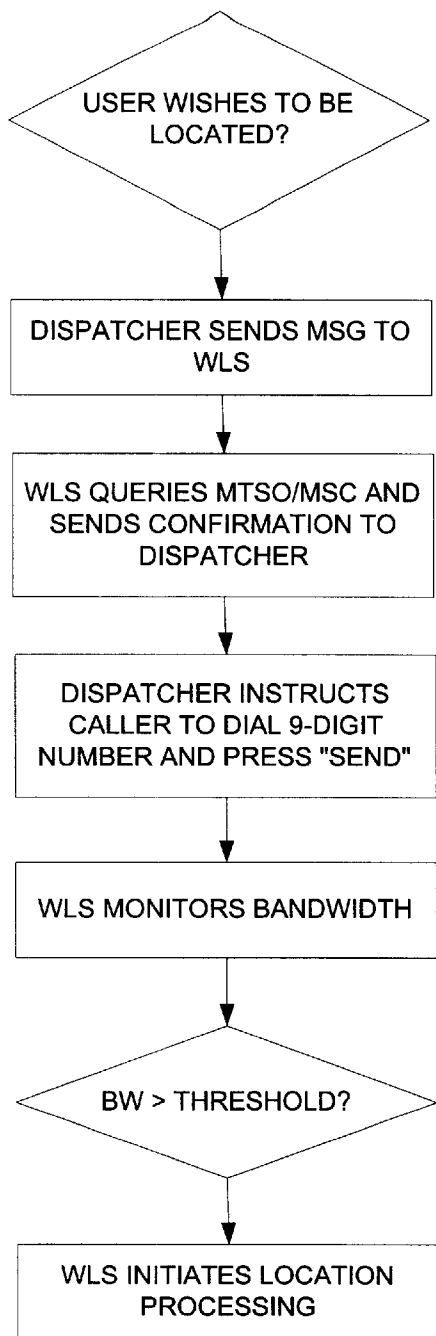 USER WISHES TO BE
LOCATED?
DISPATCHER SENDS MSG TO
WLS
WLS QUERIES MTSO/MSC AND
SENDS CONFIRMATION TO
DISPATCHER
DISPATCHER INSTRUCTS
CALLER TO DIAL 9-DIGIT
NUMBER AND PRESS "SEND"
WLS MONITORS BANDWIDTH
BW > THRESHOLD?
WLS INITIATES LOCATION
PROCESSING